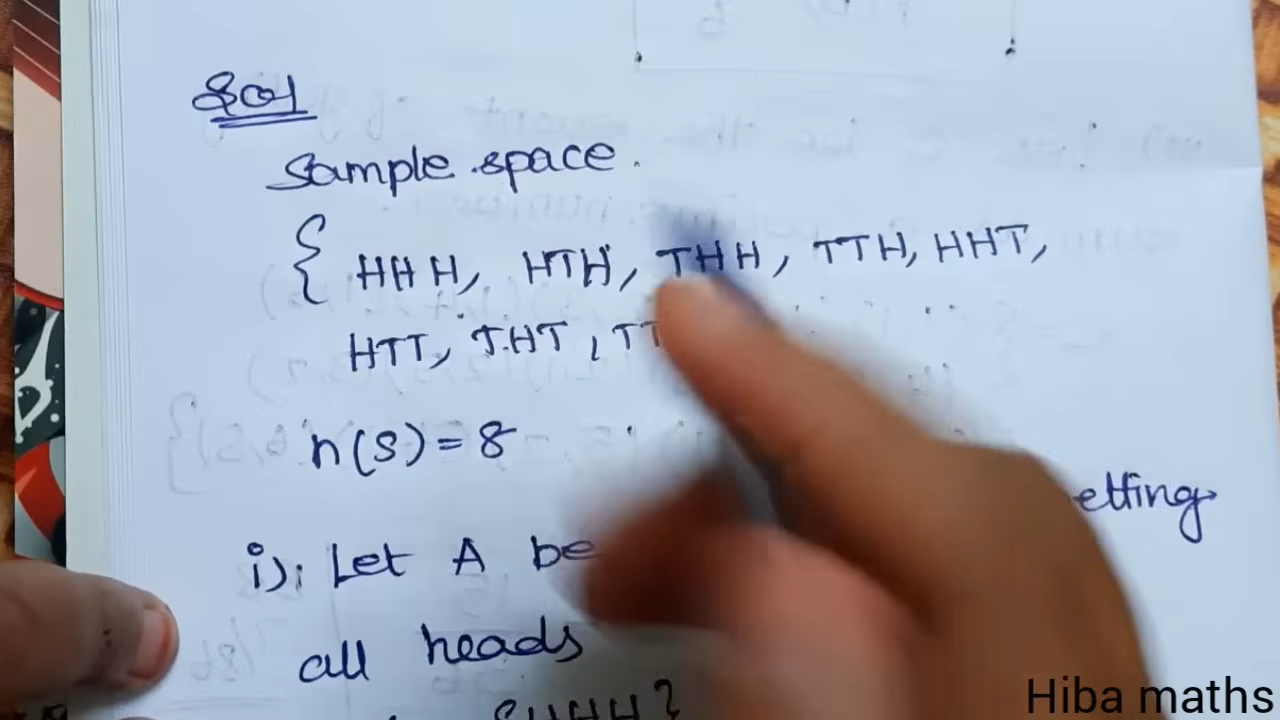 Sol
Sample space.
{ HHH, HTH, THH, TTH, HHT,
HTT, THT, TT
n(S) = 8
i), Let A be etting
all heads
{HHH}
Hiba maths